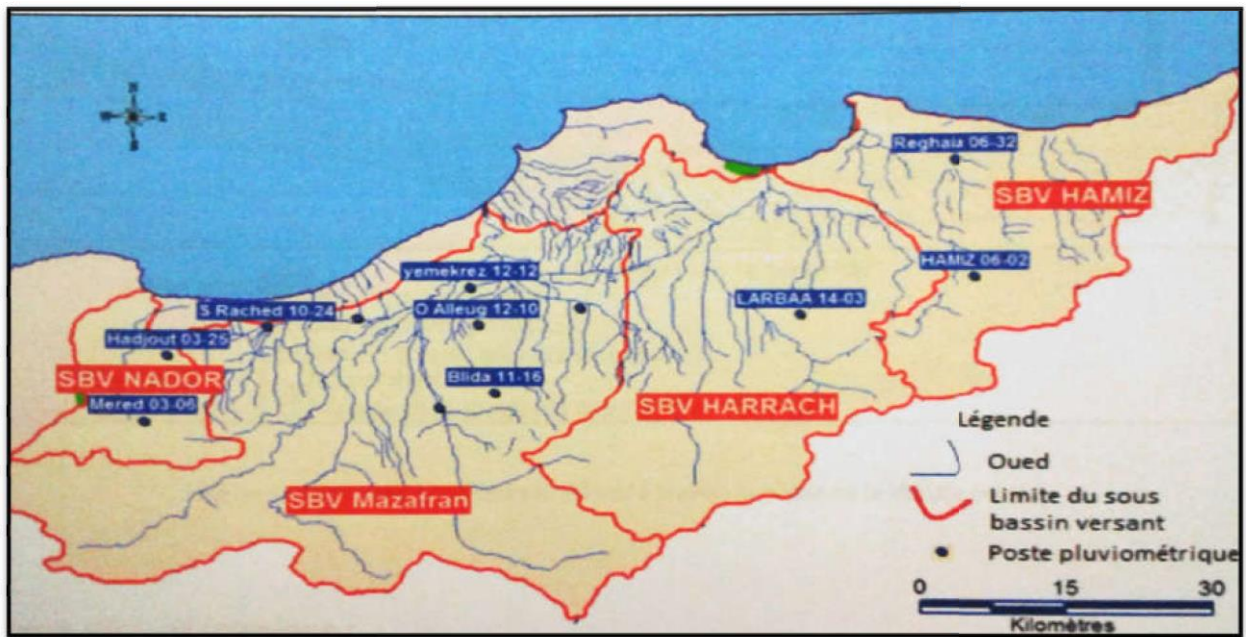 N
W E
S
Reghaia 06-32
SBV HAMIZ
HAMIZ 06-02
yemekrez 12-12
LARBAA 14-03
S Rached 10-24
O Alleug 12-10
Hadjout 03-25
SBV NADOR
Blida 11-16
Mered 03-06
SBV HARRACH
SBV Mazafran
Légende
Oued
Limite du sous
bassin versant
Poste pluviométrique
0 15 30
Kilomètres